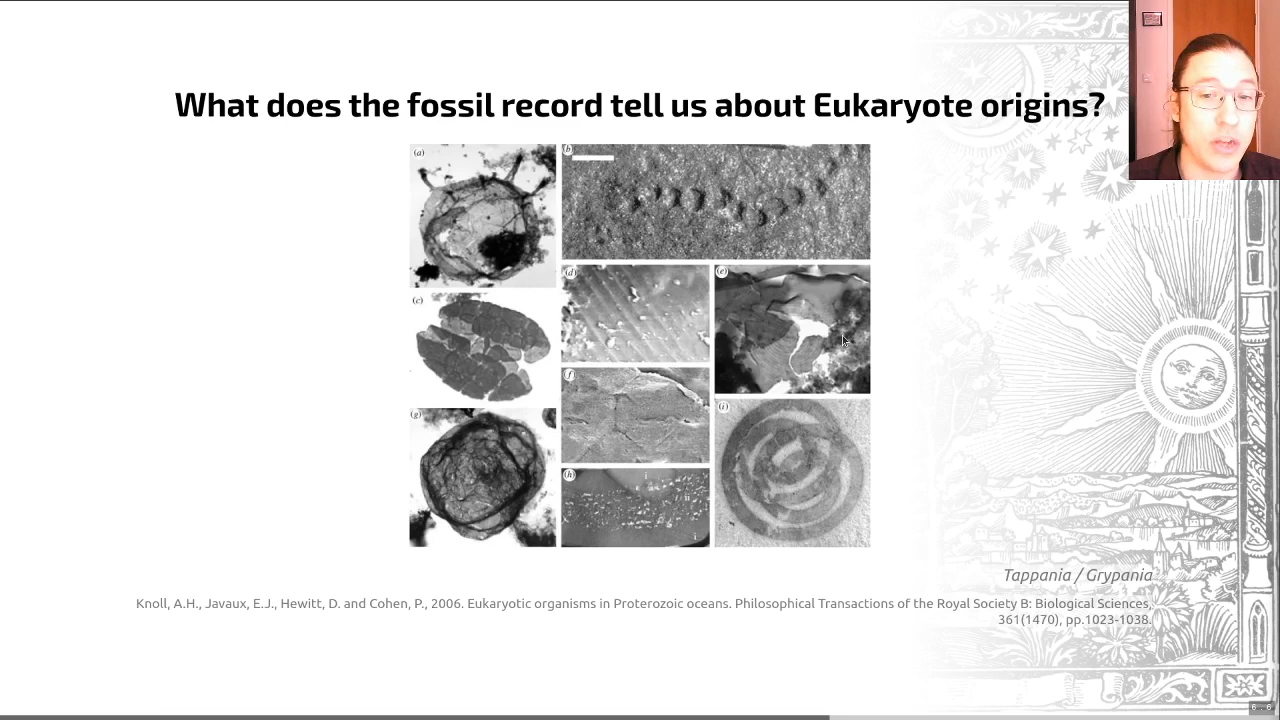 What does the fossil record tell us about Eukaryote origins?
(a)
(b)
(c)
(d)
(e)
(f)
(g)
(h)
i
ii
i
(i)
Tappania / Grypania
Knoll, A.H., Javaux, E.J., Hewitt, D. and Cohen, P., 2006. Eukaryotic organisms in Proterozoic oceans. Philosophical Transactions of the Royal Society B: Biological Sciences,
361(1470), pp.1023-1038.